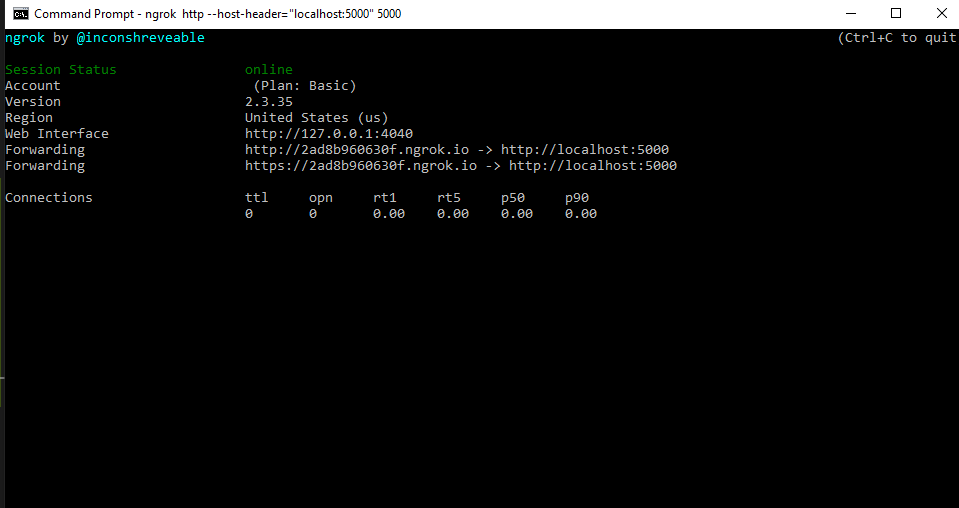 Command Prompt - ngrok  http --host-header="localhost:5000" 5000
ngrok by @inconshreveable (Ctrl+C to quit
Session Status online
Account (Plan: Basic)
Version 2.3.35
Region United States (us)
Web Interface http://127.0.0.1:4040
Forwarding http://2ad8b960630f.ngrok.io -> http://localhost:5000
Forwarding https://2ad8b960630f.ngrok.io -> http://localhost:5000
Connections ttl opn rt1 rt5 p50 p90
0 0 0.00 0.00 0.00 0.00